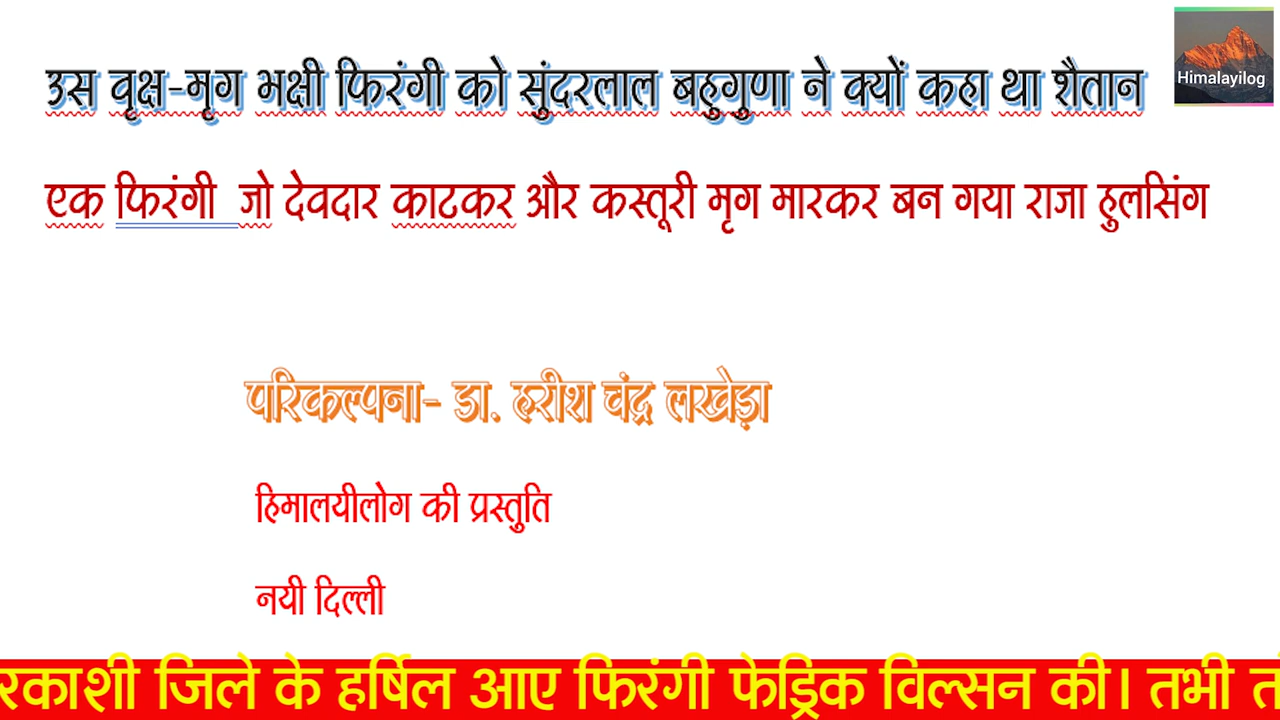 Himalayilog
उस वृक्ष-मृग भक्षी फिरंगी को सुंदरलाल बहुगुणा ने क्यों कहा था शैतान
एक फिरंगी जो देवदार काटकर और कस्तूरी मृग मारकर बन गया राजा हुलसिंग
परिकल्पना- डा. हरीश चंद्र लखेड़ा
हिमालयीलोग की प्रस्तुति
नयी दिल्ली
रकाशी जिले के हर्षिल आए फिरंगी फेड्रिक विल्सन की। तभी